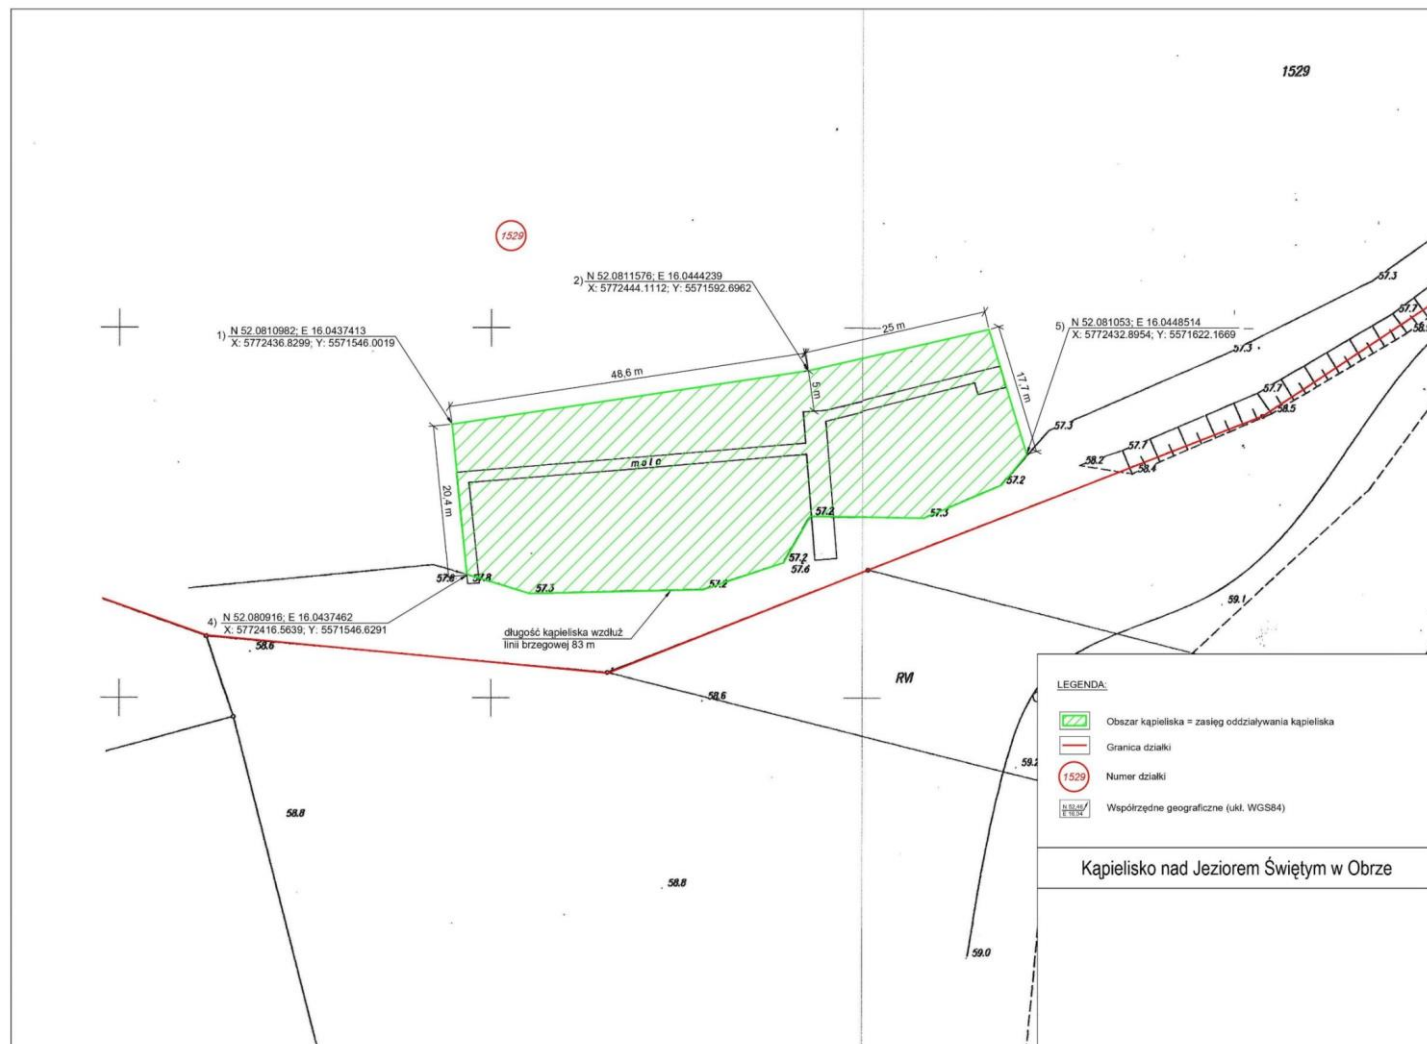 1529
1529
2) N 52.0811576; E 16.0444239
X: 5772444.1112; Y: 5571592.6962
57.3
57.7
1) N 52.0810982; E 16.0437413
X: 5772436.8299; Y: 5571546.0019
25 m
5) N 52.081053; E 16.0448514
X: 5772432.8954; Y: 5571622.1669
57.3
48,6 m
5 m
17,7 m
57.7
58.5
57.3
57.7
58.2
58.4
molo
20,4 m
57.2
57.3
57.2
57.2
57.6
57.6
57.8
57.3
57.2
4) N 52.080916; E 16.0437462
X: 5772416.5639; Y: 5571546.6291
długość kąpieliska wzdłuż
linii brzegowej 83 m
59.1
58.6
58.6
RVI
59.2
58.8
58.8
59.0
LEGENDA:
Obszar kąpieliska = zasięg oddziaływania kąpieliska
Granica działki
1529 Numer działki
Współrzędne geograficzne (ukł. WGS84)
Kąpielisko nad Jeziorem Świętym w Obrze